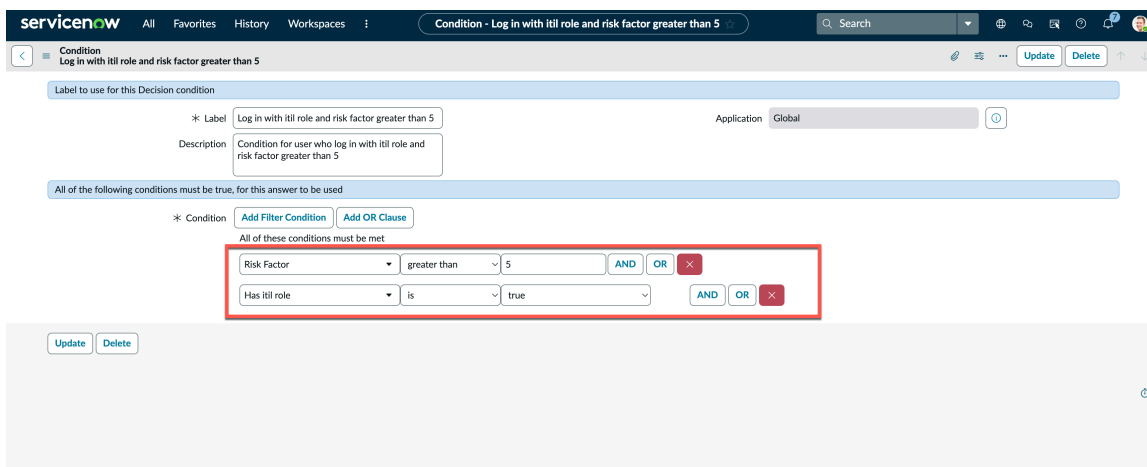 servicenow All Favorites History Workspaces Condition - Log in with itil role and risk factor greater than 5 Search 7
Condition
Log in with itil role and risk factor greater than 5 Update Delete
Label to use for this Decision condition
Label Log in with itil role and risk factor greater than 5 Application Global
Description Condition for user who log in with itil role and
risk factor greater than 5
All of the following conditions must be true, for this answer to be used
Condition Add Filter Condition Add OR Clause
All of these conditions must be met
Risk Factor greater than 5 AND OR
Has itil role is true AND OR
Update Delete